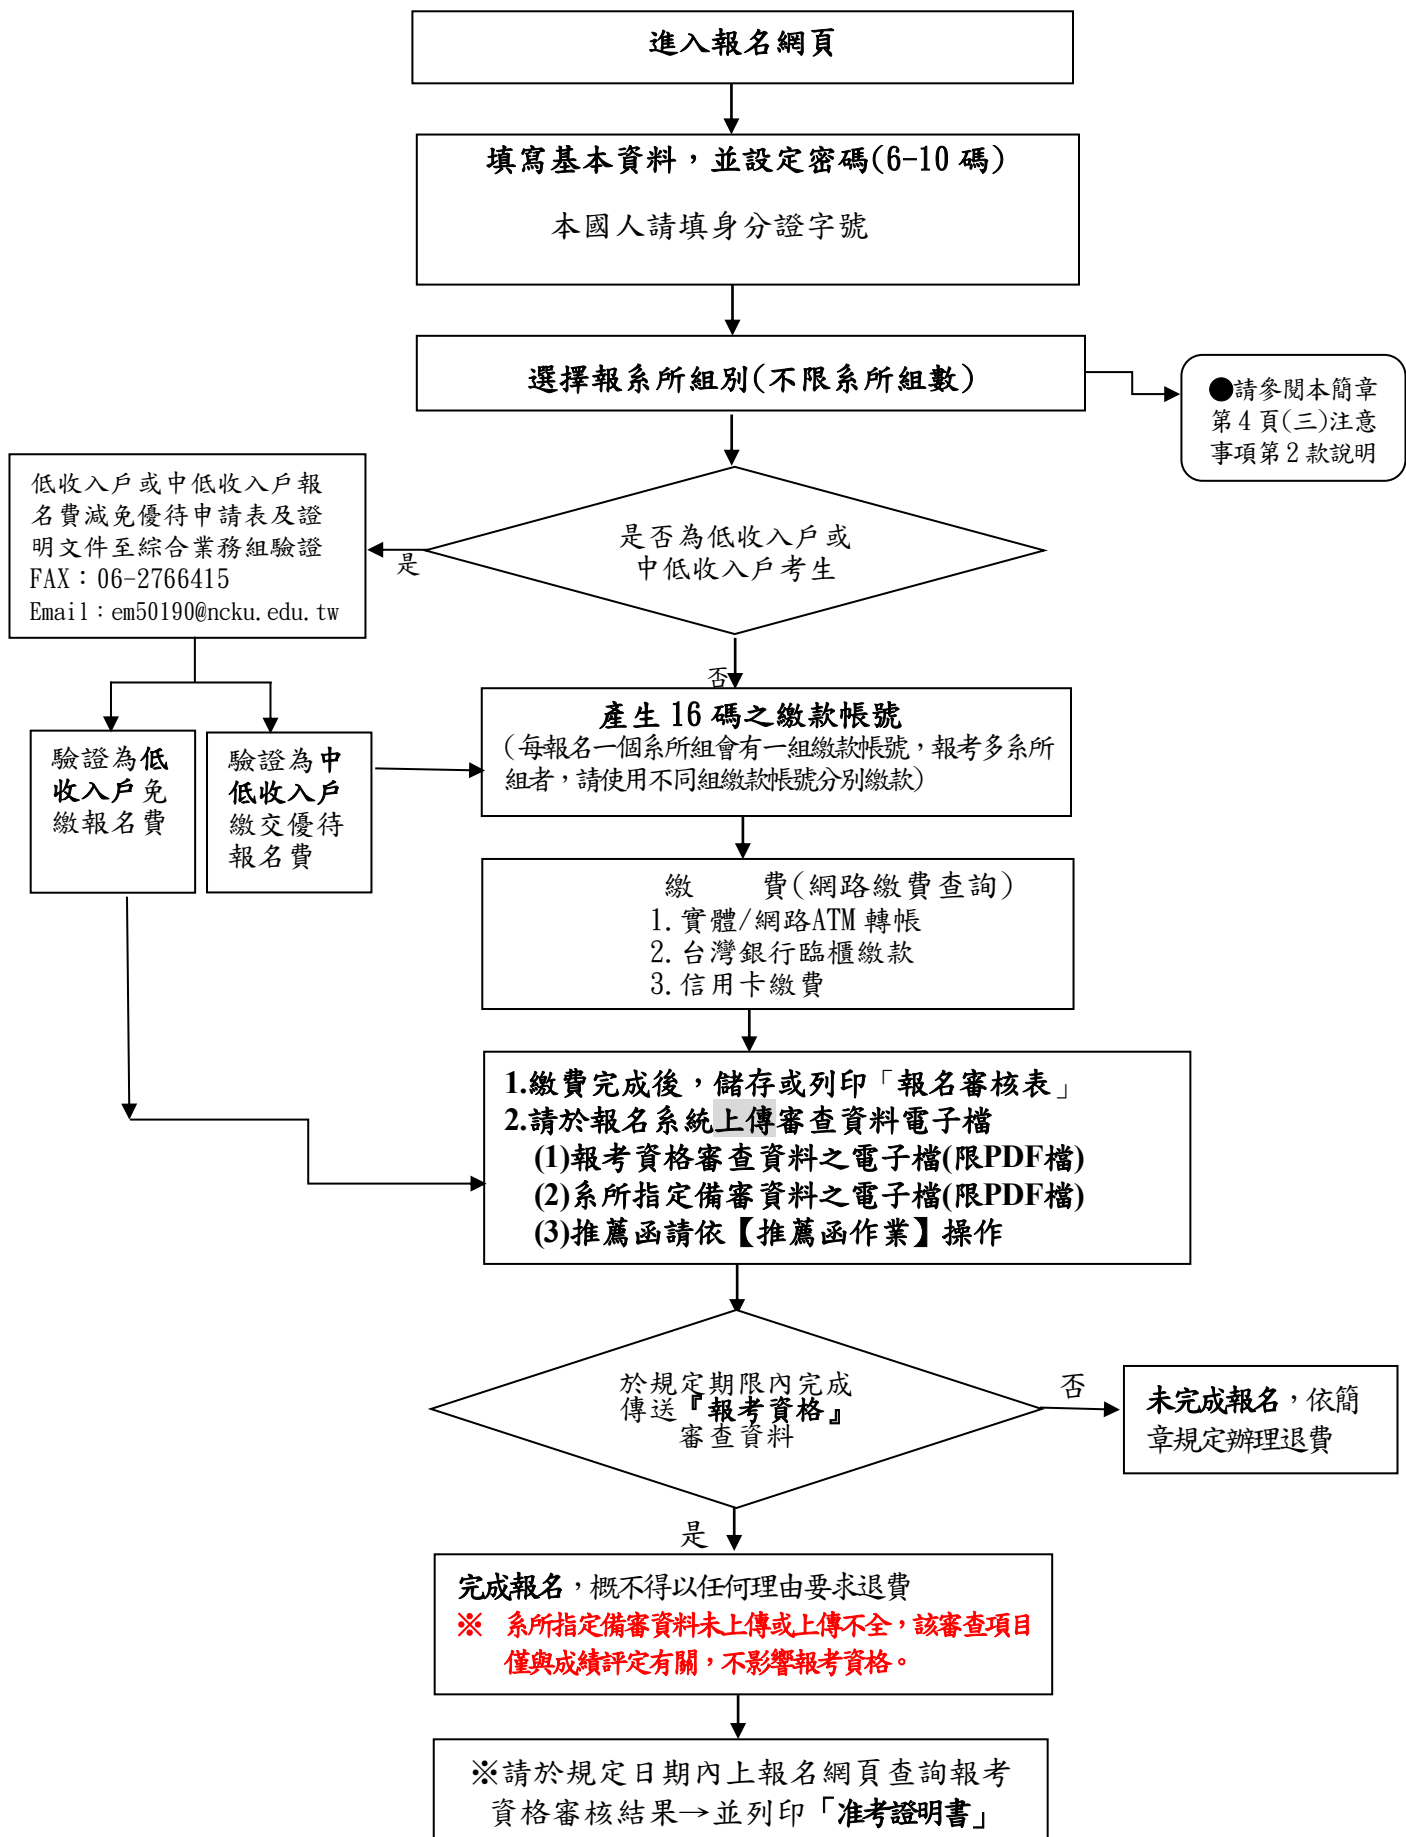 進入報名網頁
填寫基本資料，並設定密碼(6-10 碼)
本國人請填身分證字號
選擇報系所組別(不限系所組數)
●請參閱本簡章
第 4 頁(三)注意
事項第 2 款說明
低收入戶或中低收入戶報
名費減免優待申請表及證
明文件至綜合業務組驗證
FAX：06-2766415
Email：em50190@ncku.edu.tw
是否為低收入戶或
中低收入戶考生
是
否
驗證為低
收入戶免
繳報名費
驗證為中
低收入戶
繳交優待
報名費
產生 16 碼之繳款帳號
(每報名一個系所組會有一組繳款帳號，報考多系所
組者，請使用不同組繳款帳號分別繳款)
繳　　費(網路繳費查詢)
1.實體/網路ATM 轉帳
2.台灣銀行臨櫃繳款
3.信用卡繳費
1.繳費完成後，儲存或列印「報名審核表」
2.請於報名系統上傳審查資料電子檔
(1)報考資格審查資料之電子檔(限PDF檔)
(2)系所指定備審資料之電子檔(限PDF檔)
(3)推薦函請依【推薦函作業】操作
於規定期限內完成
傳送『報考資格』
審查資料
否
未完成報名，依簡
章規定辦理退費
是
完成報名，概不得以任何理由要求退費
※ 系所指定備審資料未上傳或上傳不全，該審查項目
僅與成績評定有關，不影響報考資格。
※請於規定日期內上報名網頁查詢報考
資格審核結果→並列印「准考證明書」